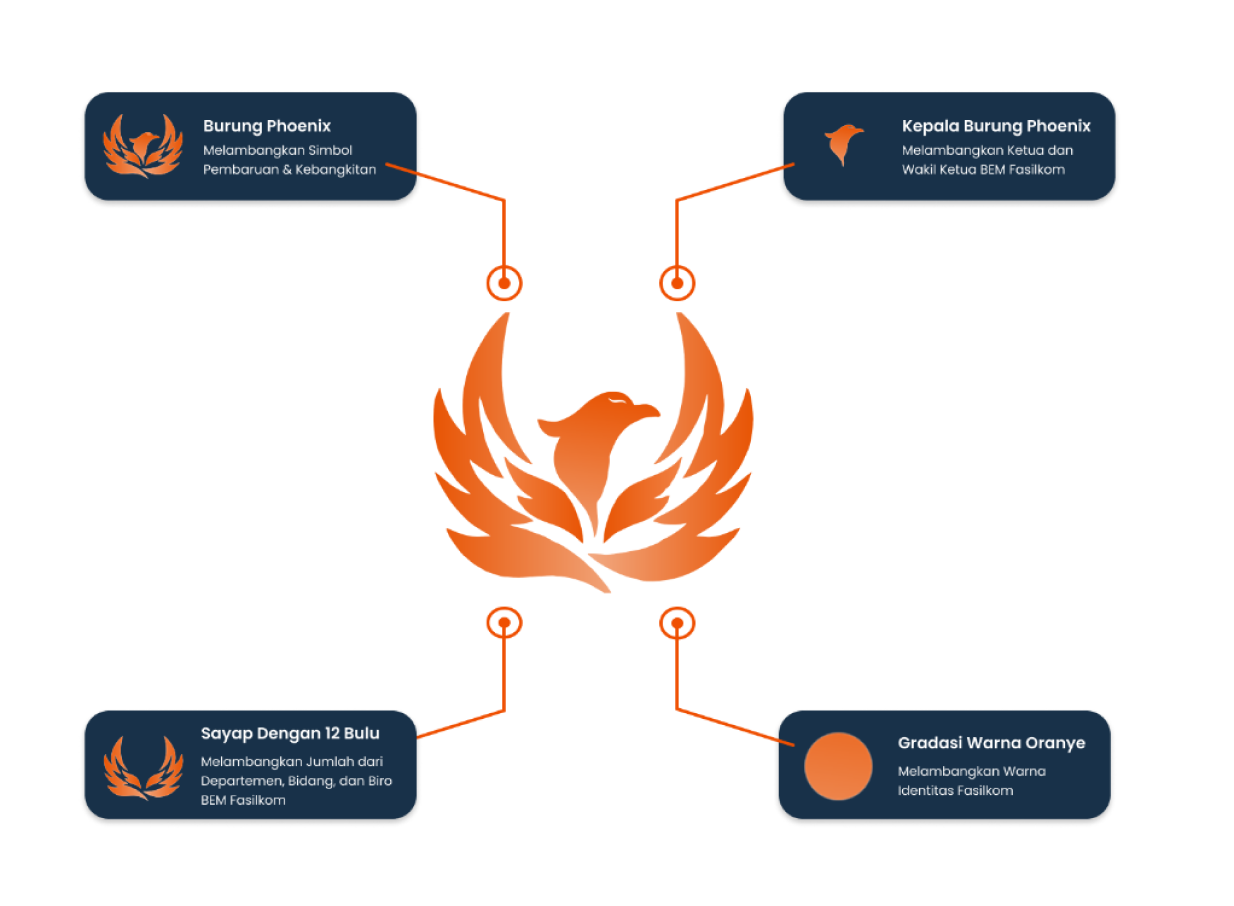 Burung Phoenix
Melambangkan Simbol
Pembaruan & Kebangkitan
Kepala Burung Phoenix
Melambangkan Ketua dan
Wakil Ketua BEM Fasilkom
Sayap Dengan 12 Bulu
Melambangkan Jumlah dari
Departemen, Bidang, dan Biro
BEM Fasilkom
Gradasi Warna Oranye
Melambangkan Warna
Identitas Fasilkom